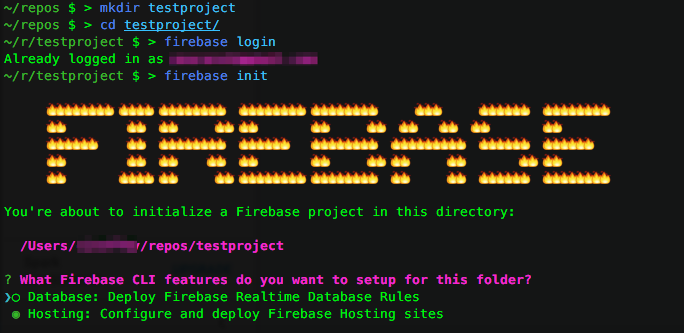 ~/repos $ > mkdir testproject
~/repos $ > cd testproject/
~/r/testproject $ > firebase login
Already logged in as
~/r/testproject $ > firebase init
FIREBASE
You're about to initialize a Firebase project in this directory:
/Users/ /repos/testproject
? What Firebase CLI features do you want to setup for this folder?
❯◯ Database: Deploy Firebase Realtime Database Rules
◉ Hosting: Configure and deploy Firebase Hosting sites